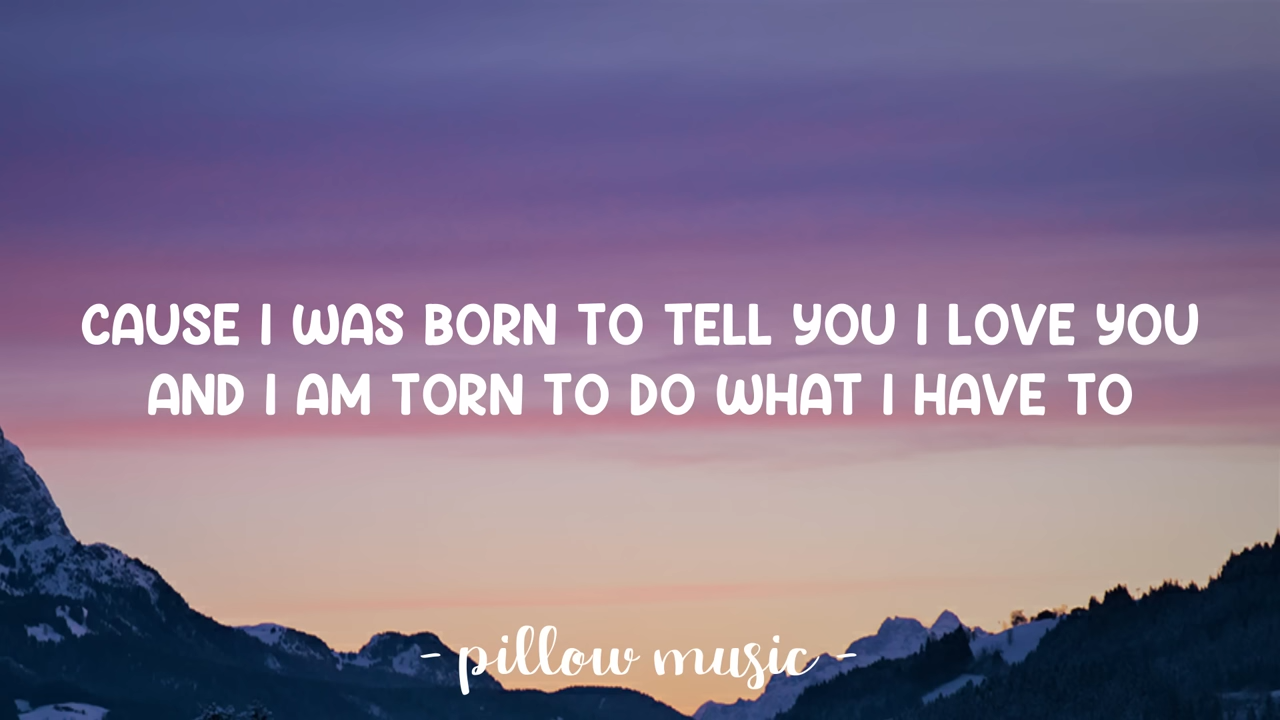 CAUSE I WAS BORN TO TELL YOU I LOVE YOU
AND I AM TORN TO DO WHAT I HAVE TO
- pillow music -